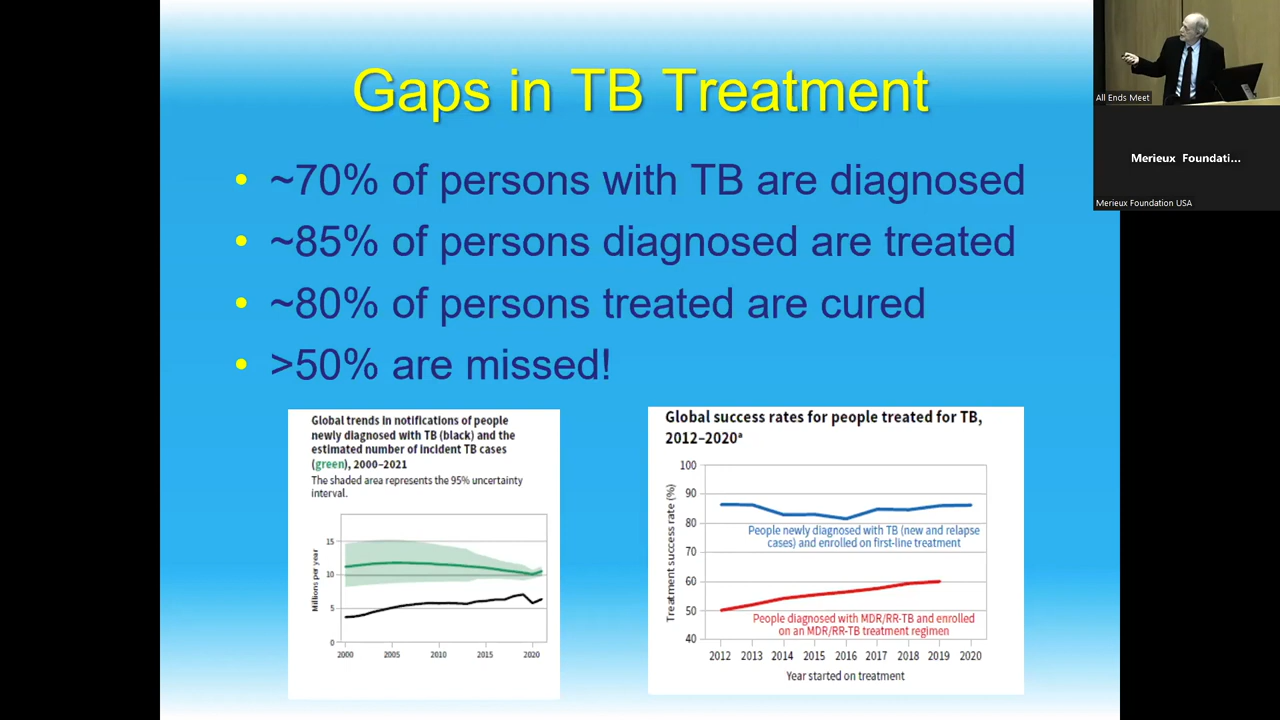 Gaps in TB Treatment
• ~70% of persons with TB are diagnosed
• ~85% of persons diagnosed are treated
• ~80% of persons treated are cured
• >50% are missed!
Global trends in notifications of people
newly diagnosed with TB (black) and the
estimated number of incident TB cases
(green), 2000–2021
The shaded area represents the 95% uncertainty
interval.
Millions per year
15
10
5
0
2000
2005
2010
2015
2020
Global success rates for people treated for TB,
2012–2020ª
Treatment success rate (%)
100
90
80
70
60
50
40
People newly diagnosed with TB (new and relapse
cases) and enrolled on first-line treatment
People diagnosed with MDR/RR-TB and enrolled
on an MDR/RR-TB treatment regimen
2012 2013 2014 2015 2016 2017 2018 2019 2020
Year started on treatment
All Ends Meet
Merieux Foundati...
Merieux Foundation USA